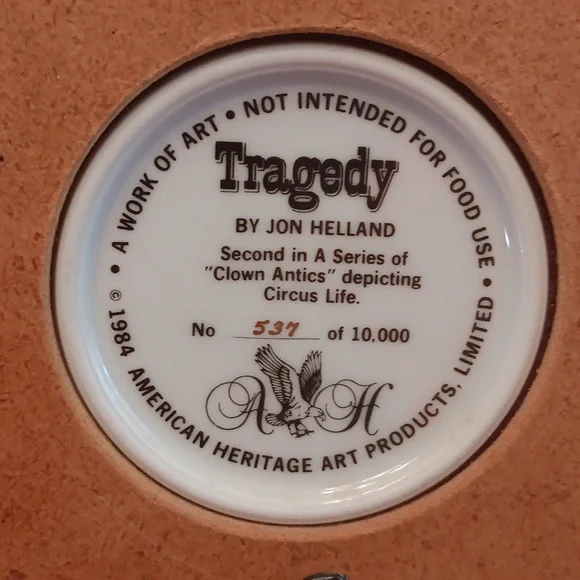 • A WORK OF ART • NOT INTENDED FOR FOOD USE •
Tragedy
BY JON HELLAND
Second in A Series of
"Clown Antics" depicting
Circus Life.
No 537 of 10,000
A H
© 1984 AMERICAN HERITAGE ART PRODUCTS, LIMITED